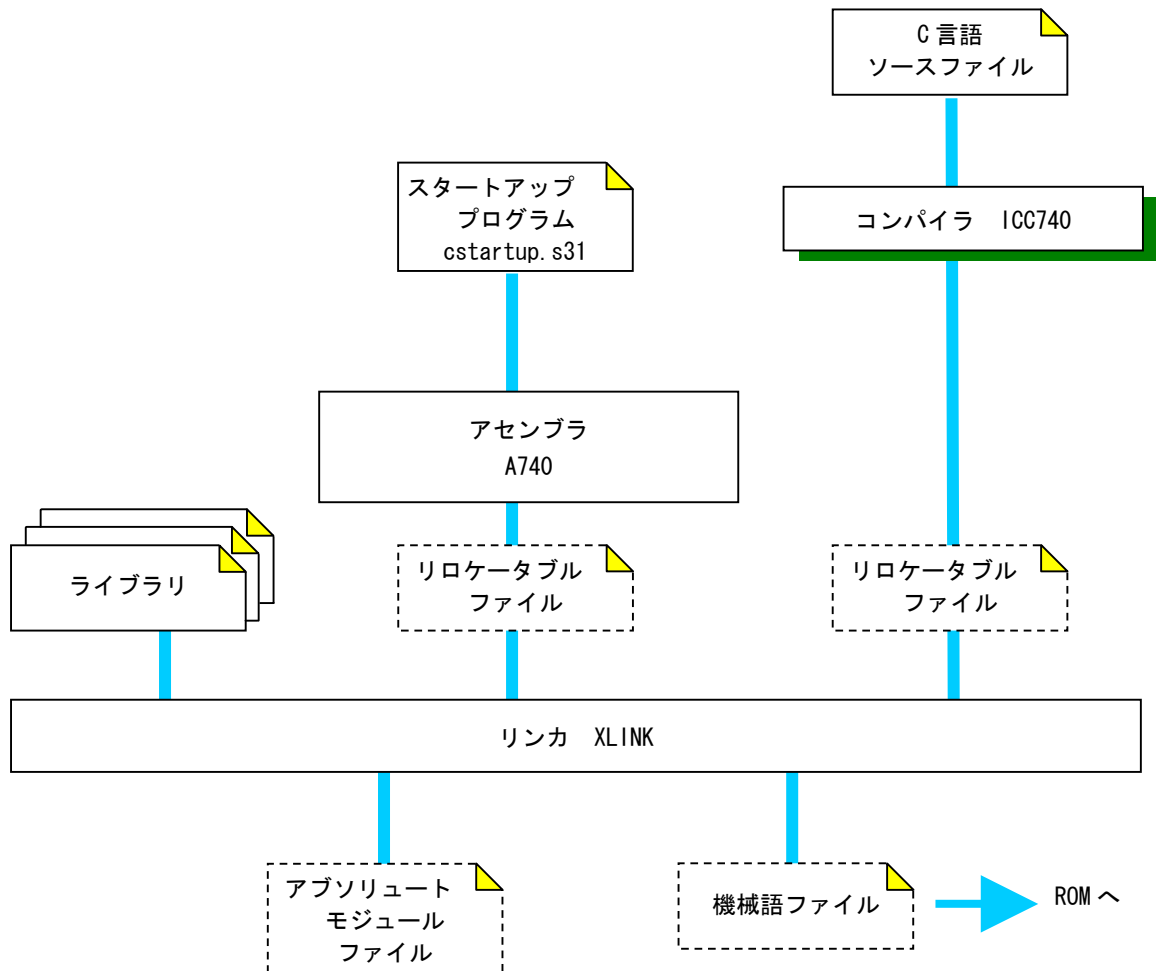 C 言語
ソースファイル
スタートアップ
プログラム
cstartup.s31
コンパイラ　ICC740
アセンブラ
A740
ライブラリ
リロケータブル
ファイル
リロケータブル
ファイル
リンカ　XLINK
アブソリュート
モジュール
ファイル
機械語ファイル
ROM へ